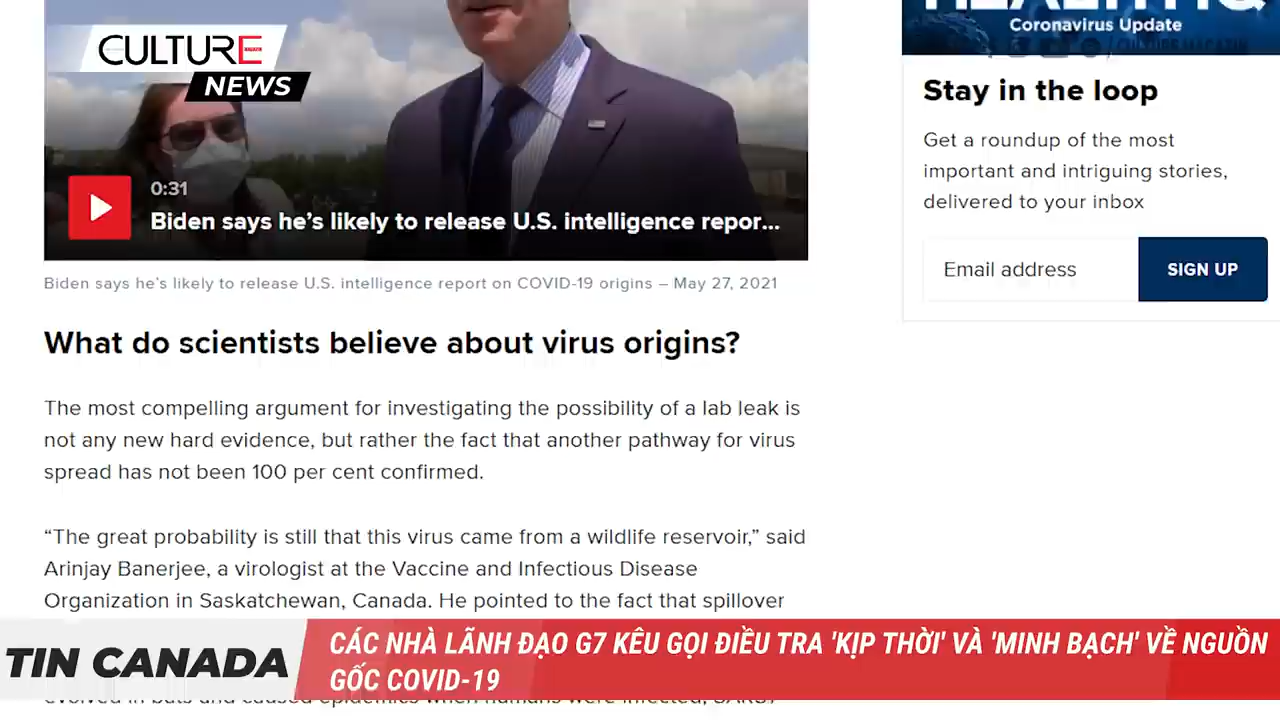 CULTURE
NEWS
0:31
Biden says he's likely to release U.S. intelligence repor...
Biden says he's likely to release U.S. intelligence report on COVID-19 origins – May 27, 2021
What do scientists believe about virus origins?
The most compelling argument for investigating the possibility of a lab leak is
not any new hard evidence, but rather the fact that another pathway for virus
spread has not been 100 per cent confirmed.
“The great probability is still that this virus came from a wildlife reservoir,” said
Arinjay Banerjee, a virologist at the Vaccine and Infectious Disease
Organization in Saskatchewan, Canada. He pointed to the fact that spillover
Coronavirus Update
Stay in the loop
Get a roundup of the most
important and intriguing stories,
delivered to your inbox
Email address
SIGN UP
TIN CANADA
CÁC NHÀ LÃNH ĐẠO G7 KÊU GỌI ĐIỀU TRA 'KỊP THỜI' VÀ 'MINH BẠCH' VỀ NGUỒN
GỐC COVID-19